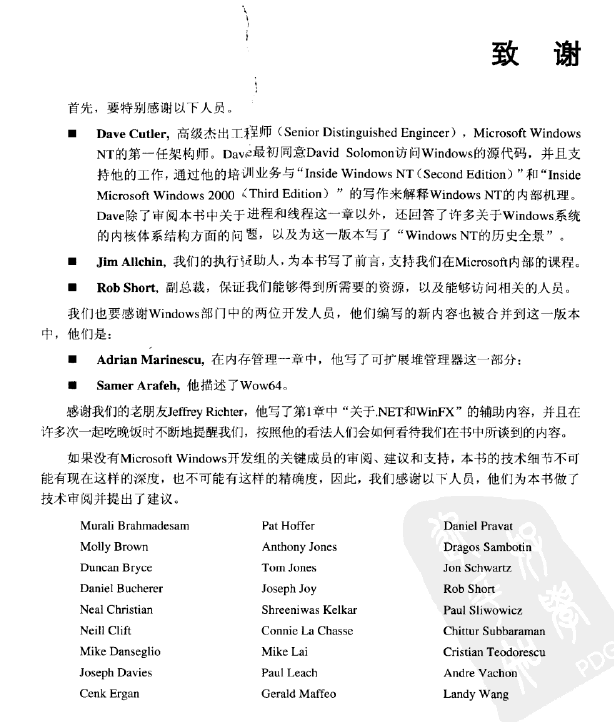 致 谢
首先，要特别感谢以下人员。
■ Dave Cutler, 高级杰出工程师（Senior Distinguished Engineer），Microsoft Windows
NT的第一任架构师。Dave最初同意David Solomon访问Windows的源代码，并且支
持他的工作，通过他的培训业务与“Inside Windows NT（Second Edition）”和“Inside
Microsoft Windows 2000（Third Edition）”的写作来解释Windows NT的内部机理。
Dave除了审阅本书中关于进程和线程这一章以外，还回答了许多关于Windows系统
的内核体系结构方面的问题，以及为这一版本写了“Windows NT的历史全景”。
■ Jim Allchin, 我们的执行赞助人，为本书写了前言，支持我们在Microsoft内部的课程。
■ Rob Short, 副总裁，保证我们能够得到所需要的资源，以及能够访问相关的人员。
我们也要感谢Windows部门中的两位开发人员，他们编写的新内容也被合并到这一版本
中，他们是：
■ Adrian Marinescu, 在内存管理一章中，他写了可扩展堆管理器这一部分；
■ Samer Arafeh, 他描述了Wow64。
感谢我们的老朋友Jeffrey Richter，他写了第1章中“关于.NET和WinFX”的辅助内容，并且在
许多次一起吃晚饭时不断地提醒我们，按照他的看法人们会如何看待我们在书中所谈到的内容。
如果没有Microsoft Windows开发组的关键成员的审阅、建议和支持，本书的技术细节不可
能有现在这样的深度，也不可能有这样的精确度，因此，我们感谢以下人员，他们为本书做了
技术审阅并提出了建议。
Murali Brahmadesam Pat Hoffer Daniel Pravat
Molly Brown Anthony Jones Dragos Sambotin
Duncan Bryce Tom Jones Jon Schwartz
Daniel Bucherer Joseph Joy Rob Short
Neal Christian Shreeniwas Kelkar Paul Sliwowicz
Neill Clift Connie La Chasse Chittur Subbaraman
Mike Danseglio Mike Lai Cristian Teodorescu
Joseph Davies Paul Leach Andre Vachon
Cenk Ergan Gerald Maffeo Landy Wang
PDG